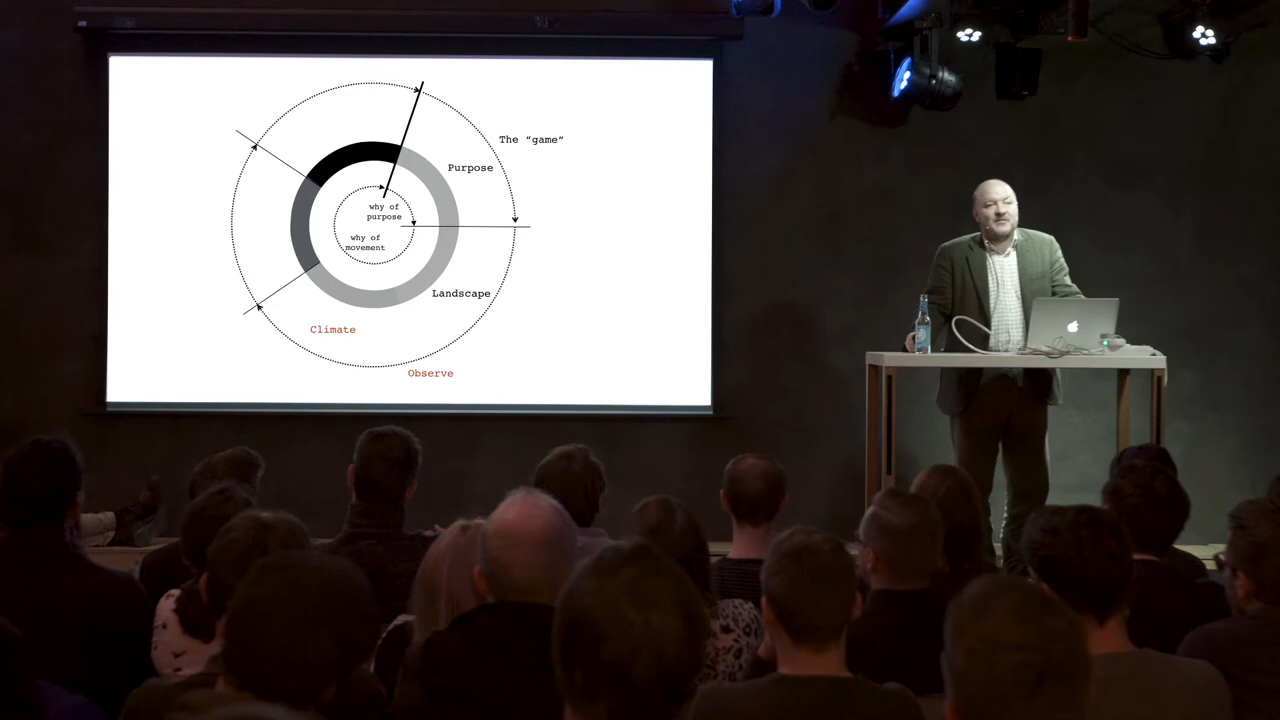 The “game”
Purpose
why of
purpose
why of
movement
Landscape
Climate
Observe